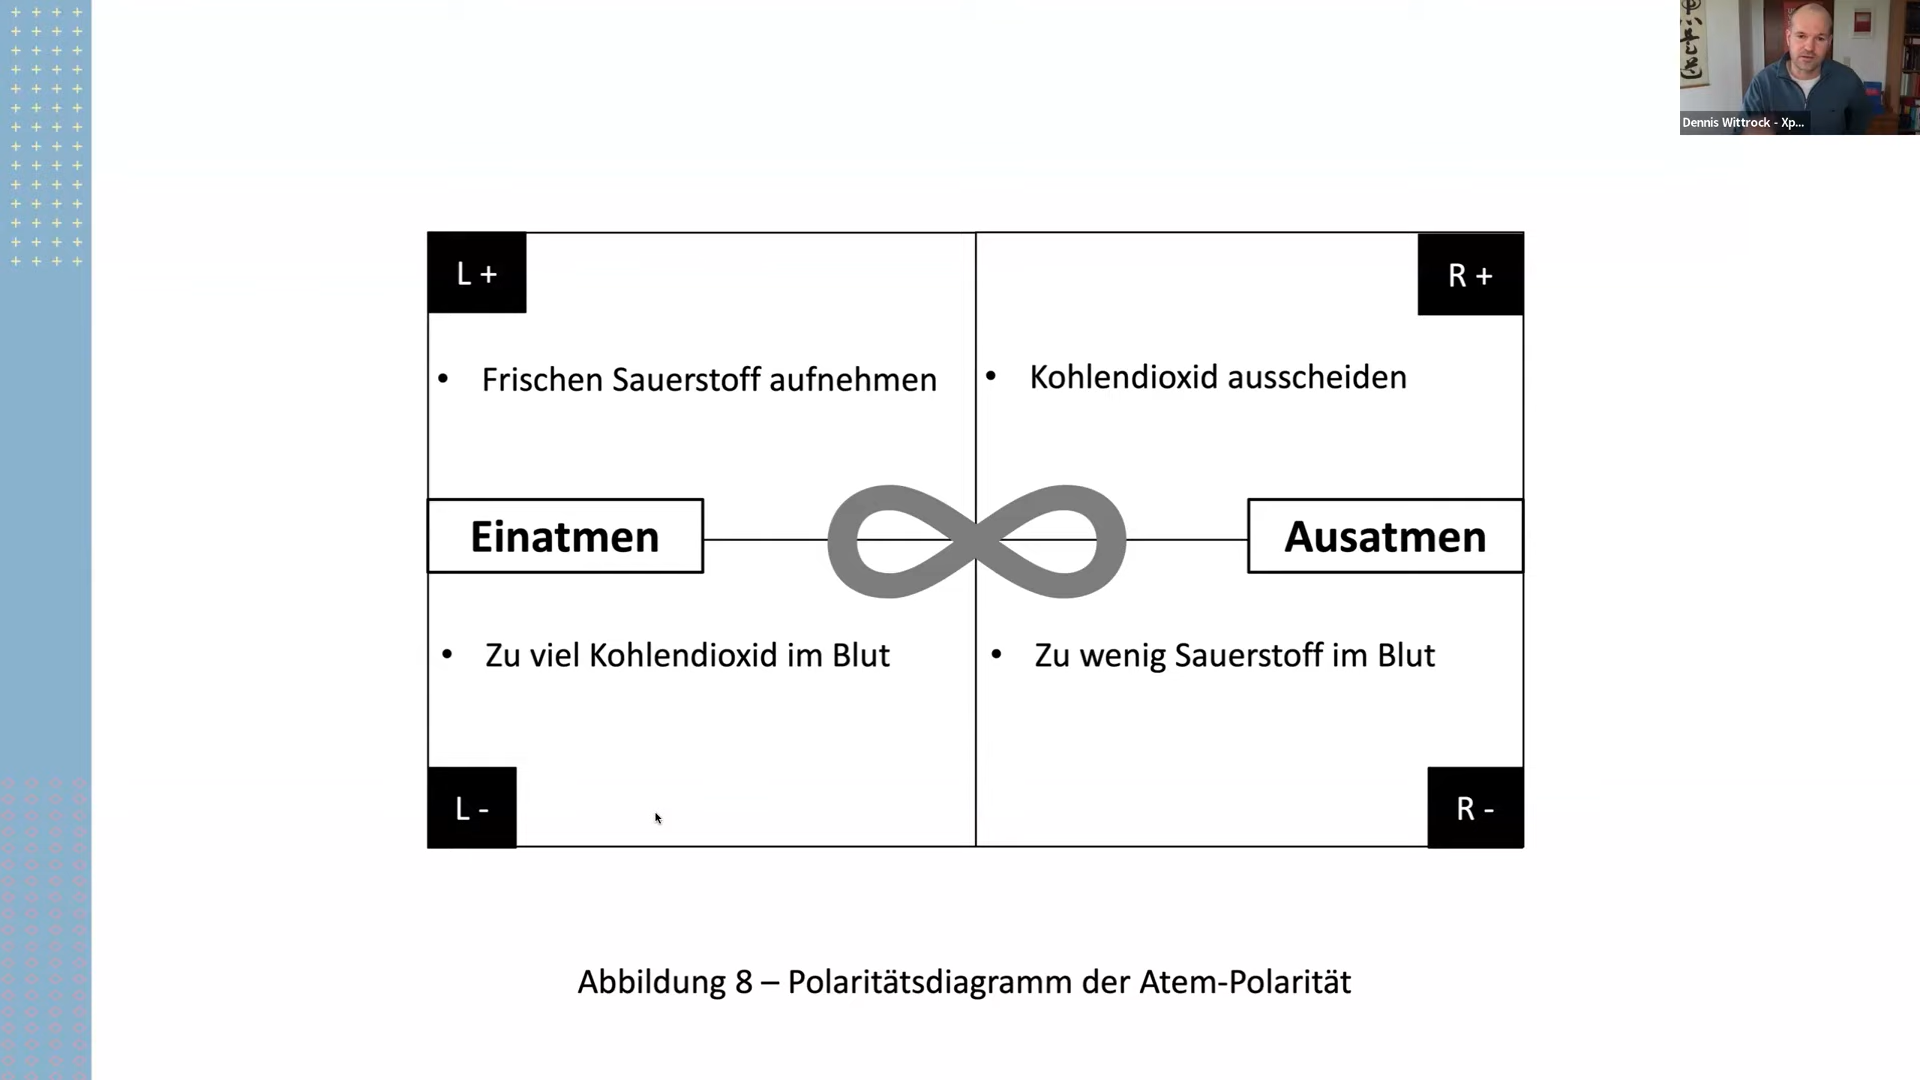 Dennis Wittrock - Xp...
L +
R +
• Frischen Sauerstoff aufnehmen
• Kohlendioxid ausscheiden
Einatmen
Ausatmen
• Zu viel Kohlendioxid im Blut
• Zu wenig Sauerstoff im Blut
L -
R -
Abbildung 8 – Polaritätsdiagramm der Atem-Polarität